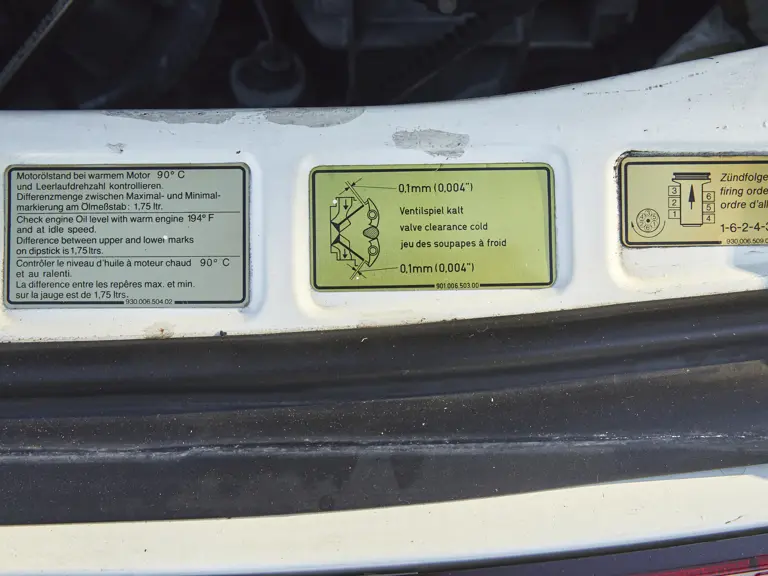 Motorölstand bei warmem Motor 90° C
und Leerlaufdrehzahl kontrollieren.
Differenzmenge zwischen Maximal- und Minimal-
markierung am Ölmeßstab: 1,75 ltr.
Check engine Oil level with warm engine 194° F
and at idle speed.
Difference between upper and lower marks
on dipstick is 1,75 ltrs.
Contrôler le niveau d'huile à moteur chaud 90° C
et au ralenti.
La difference entre les repères max. et min.
sur la jauge est de 1,75 ltrs.
930.006.504.02
0,1mm (0,004")
Ventilspiel kalt
valve clearance cold
jeu des soupapes à froid
0,1mm (0,004")
901.006.503.00
Zündfolge
firing orde
ordre d'all
3
2
1
6
5
4
1-6-2-4-3
930.006.509.0